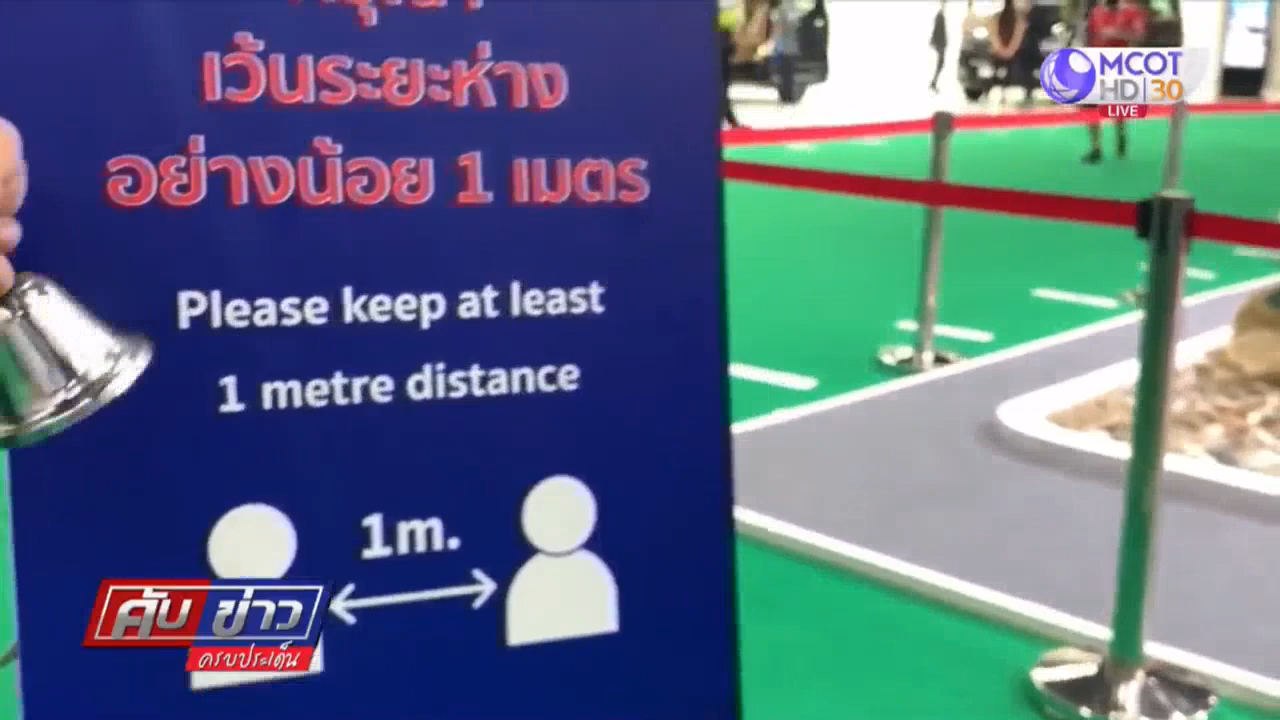 เว้นระยะห่าง
อย่างน้อย 1 เมตร
Please keep at least
1 metre distance
1m.
MCOT
HD 30
LIVE
คุับ ข่าว
ครบประเด็น